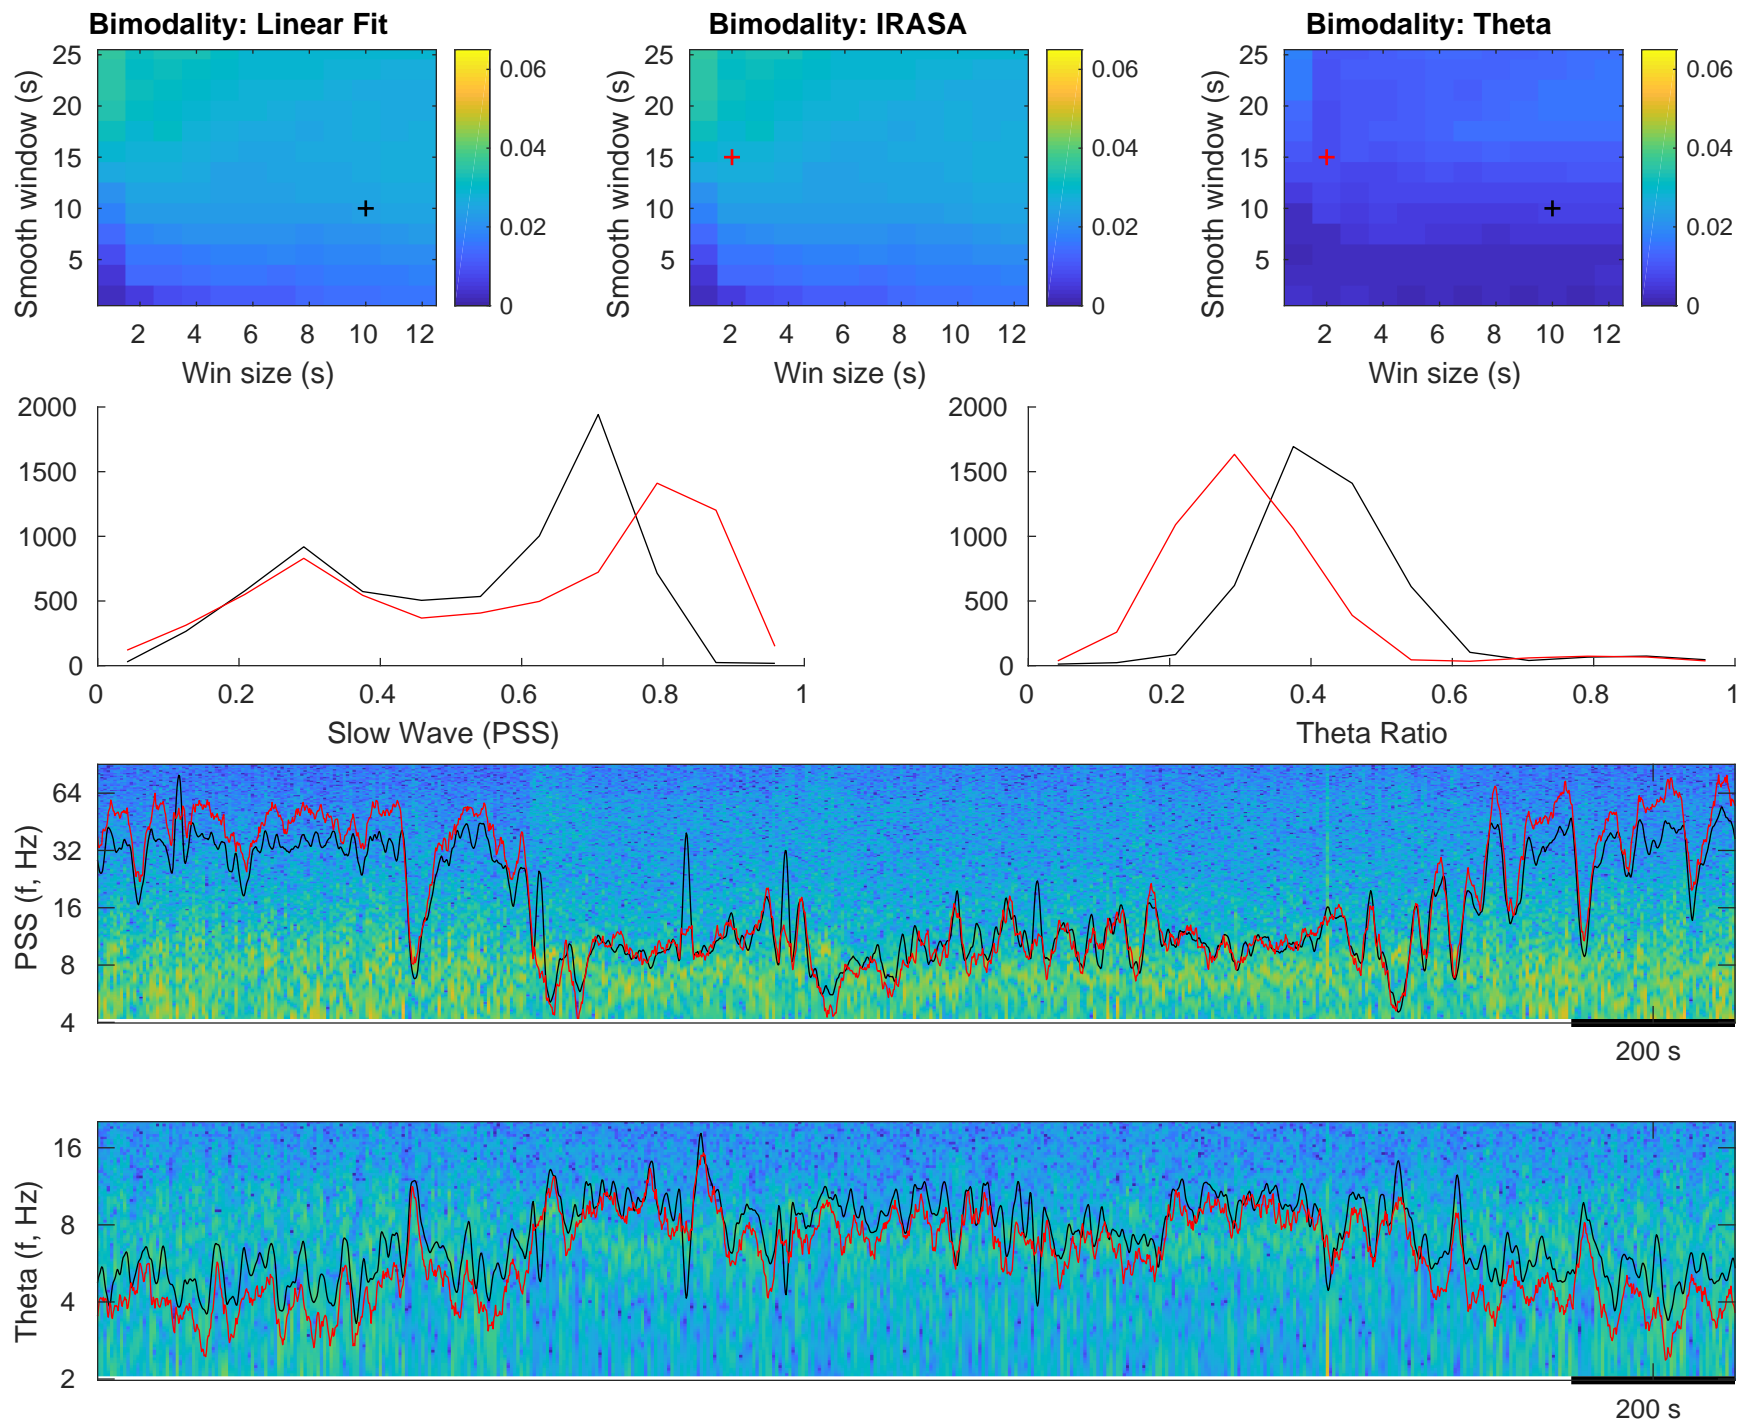 Bimodality: Linear Fit
Bimodality: IRASA
Bimodality: Theta
Smooth window (s)
25
20
15
10
5
2 4 6 8 10 12
Win size (s)
0.06
0.04
0.02
0
Smooth window (s)
25
20
15
10
5
2 4 6 8 10 12
Win size (s)
0.06
0.04
0.02
0
Smooth window (s)
25
20
15
10
5
2 4 6 8 10 12
Win size (s)
0.06
0.04
0.02
0
2000
1500
1000
500
0
0 0.2 0.4 0.6 0.8 1
Slow Wave (PSS)
2000
1500
1000
500
0
0 0.2 0.4 0.6 0.8 1
Theta Ratio
PSS (f, Hz)
64
32
16
8
4
200 s
Theta (f, Hz)
16
8
4
2
200 s